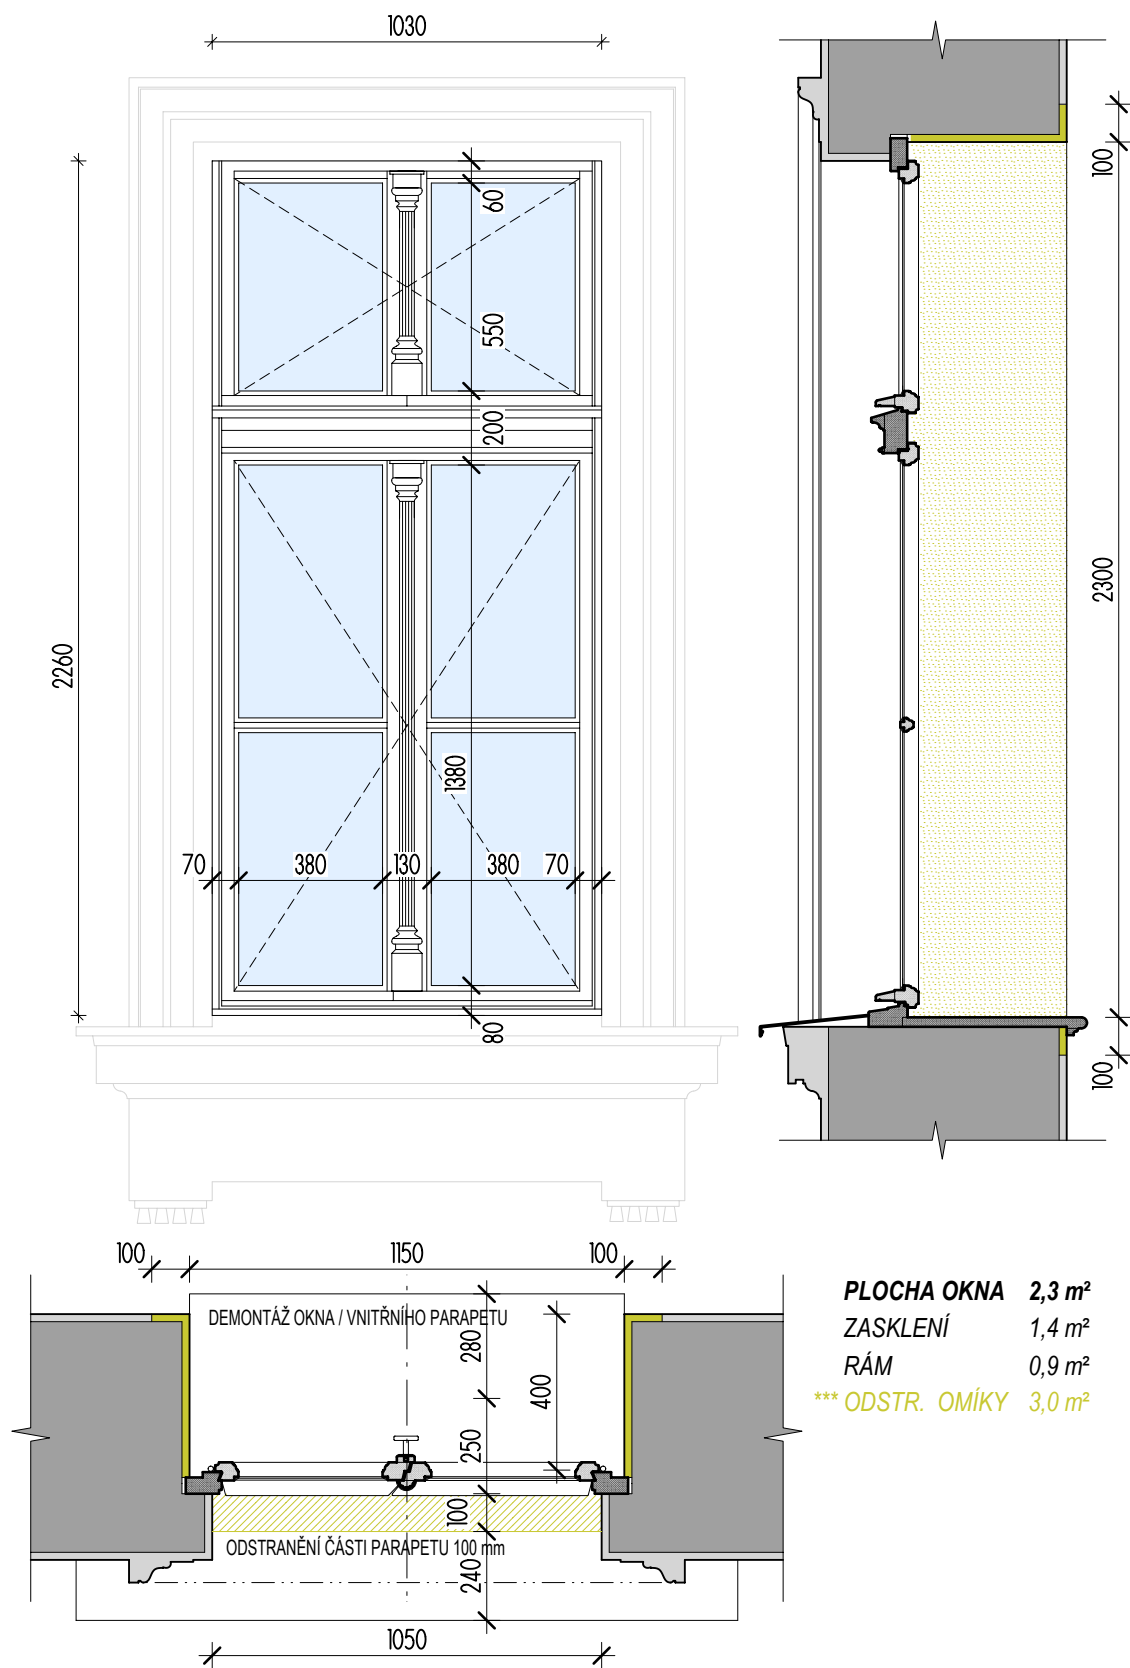 1030
60
100
550
200
2300
2260
1380
70 380 130 380 70
80
100
100 1150 100
DEMONTÁŽ OKNA / VNITŘNÍHO PARAPETU
280
400
250
100
ODSTRANĚNÍ ČÁSTI PARAPETU 100 mm
240
1050
PLOCHA OKNA 2,3 m²
ZASKLENÍ 1,4 m²
RÁM 0,9 m²
*** ODSTR. OMÍKY 3,0 m²